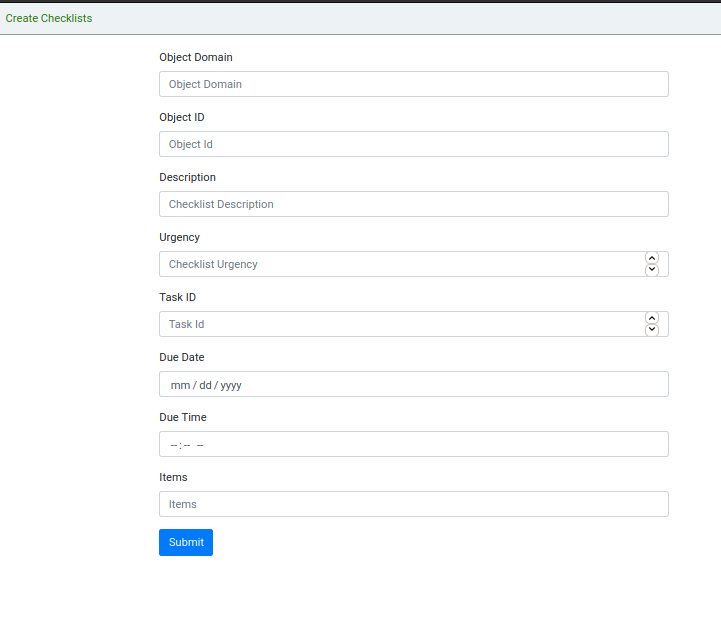 Create Checklists
Object Domain
Object Domain
Object ID
Object Id
Description
Checklist Description
Urgency
Checklist Urgency
Task ID
Task Id
Due Date
mm / dd / yyyy
Due Time
-- : -- --
Items
Items
Submit